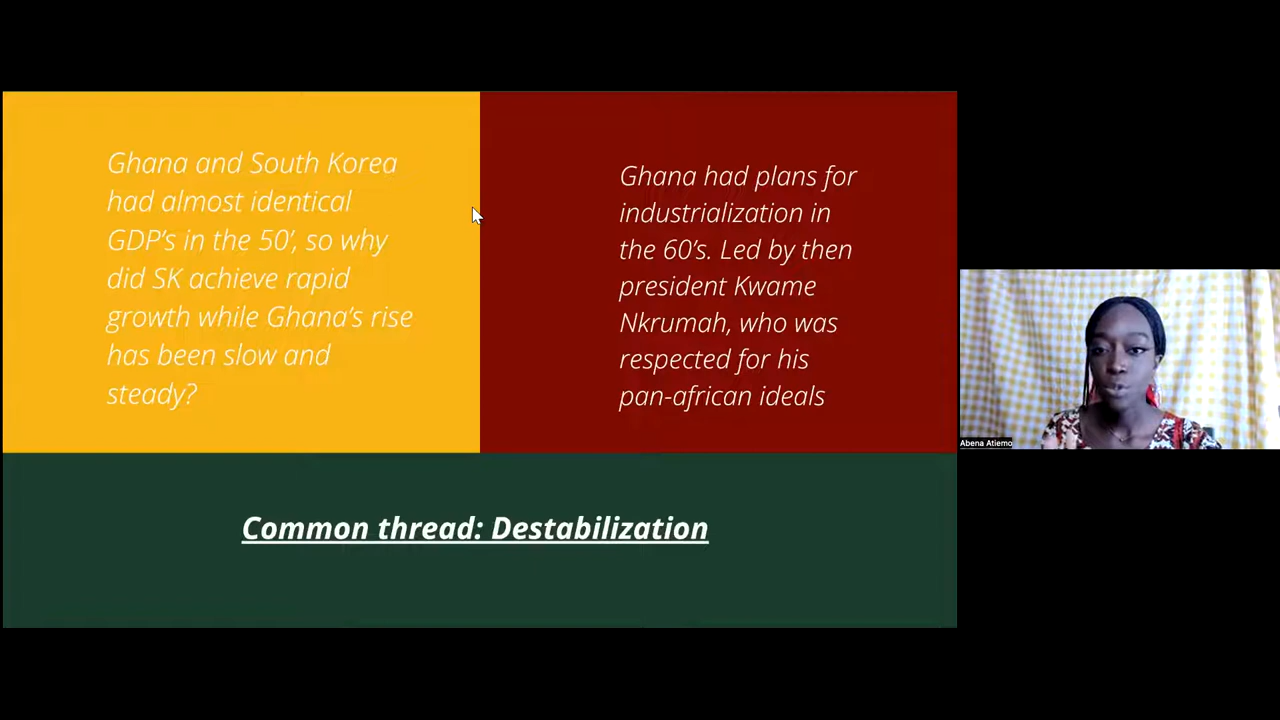 Ghana and South Korea
had almost identical
GDP's in the 50', so why
did SK achieve rapid
growth while Ghana's rise
has been slow and
steady?
Ghana had plans for
industrialization in
the 60's. Led by then
president Kwame
Nkrumah, who was
respected for his
pan-african ideals
Common thread: Destabilization
Abena Atiemo